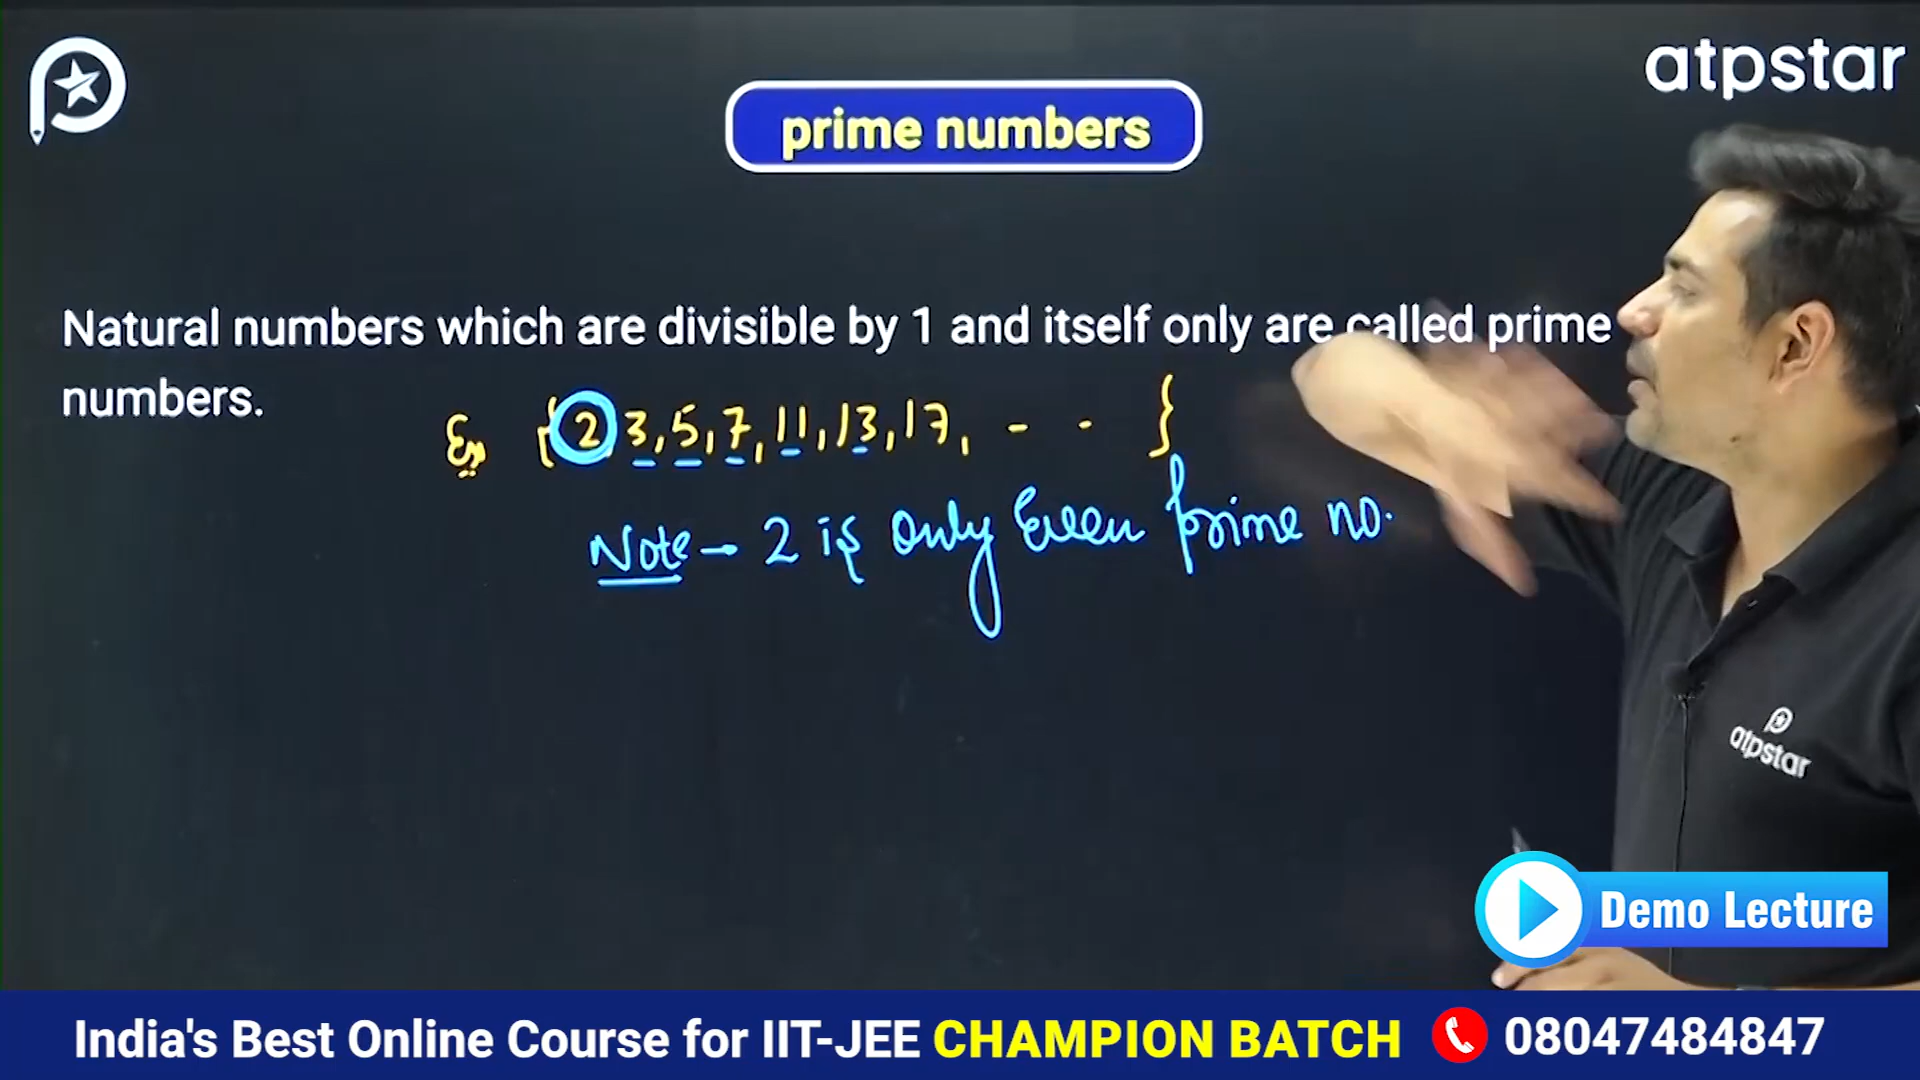 atpstar
prime numbers
Natural numbers which are divisible by 1 and itself only are called prime
numbers.
Ex {2 3, 5, 7, 11, 13, 17, - - }
Note → 2 is only Even prime no.
atpstar
Demo Lecture
India's Best Online Course for IIT-JEE CHAMPION BATCH 08047484847